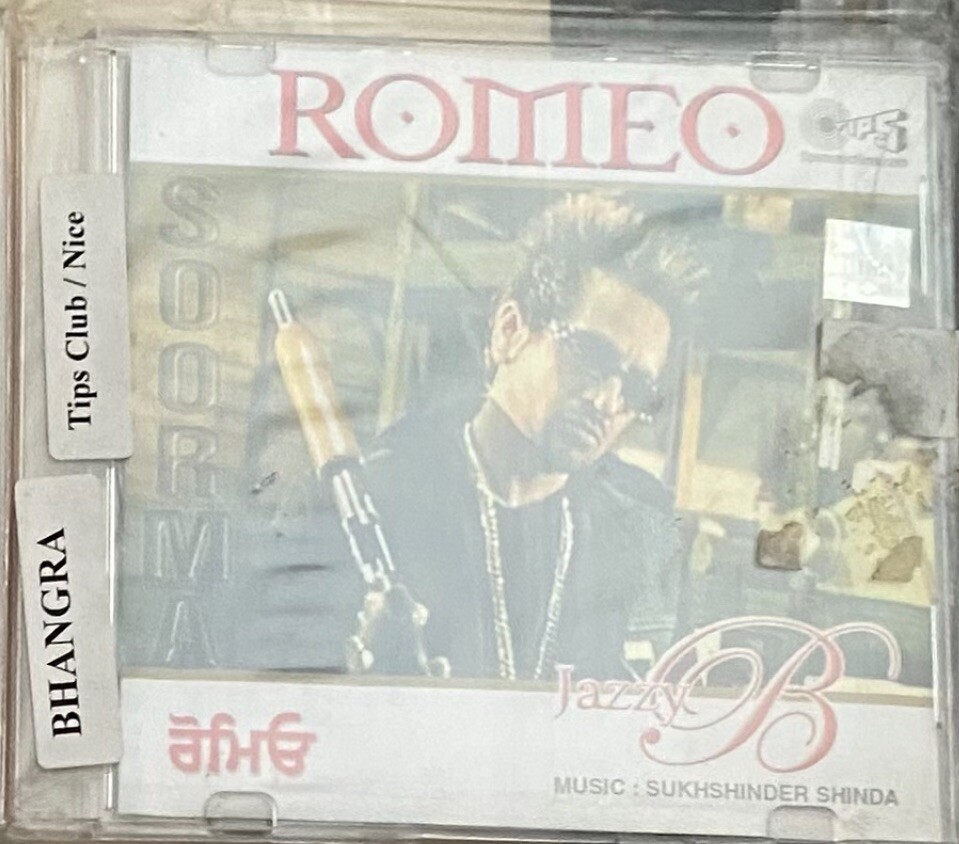 ROMEO
TIPS
SOORMA
Tips Club / Nice
BHANGRA
Jazzy B
ਰੋਮਿਓ
MUSIC : SUKHSHINDER SHINDA